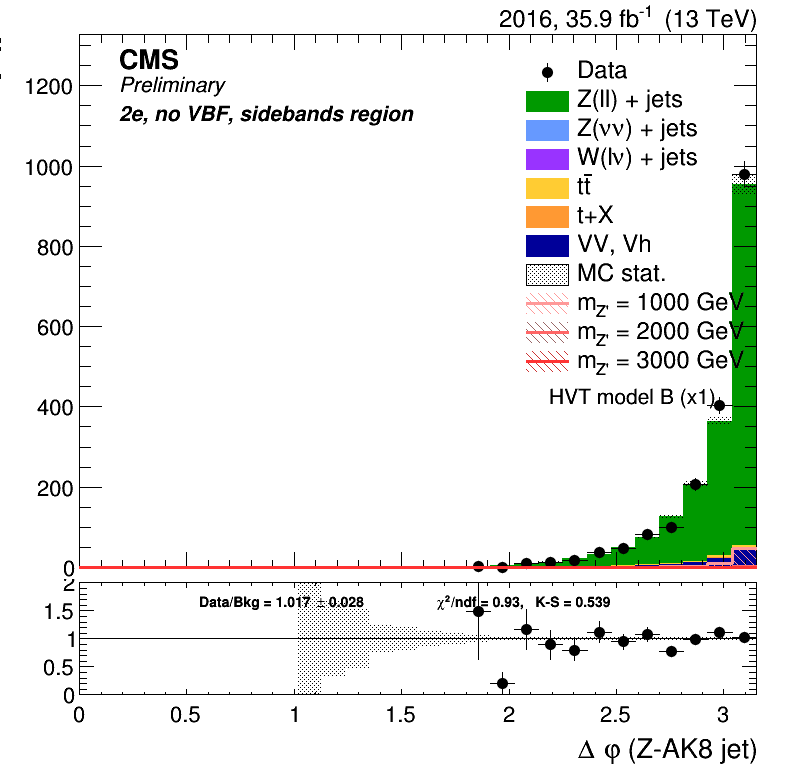 2016, 35.9 fb⁻¹ (13 TeV)
CMS
Preliminary
2e, no VBF, sidebands region
Data
Z(ll) + jets
Z(νν) + jets
W(lν) + jets
tt̄
t+X
VV, Vh
MC stat.
m_Z' = 1000 GeV
m_Z' = 2000 GeV
m_Z' = 3000 GeV
HVT model B (x1)
1200
1000
800
600
400
200
0
2
1.5
1
0.5
0
Data/Bkg = 1.017 ± 0.028 χ²/ndf = 0.93, K-S = 0.539
0 0.5 1 1.5 2 2.5 3
Δ φ (Z-AK8 jet)